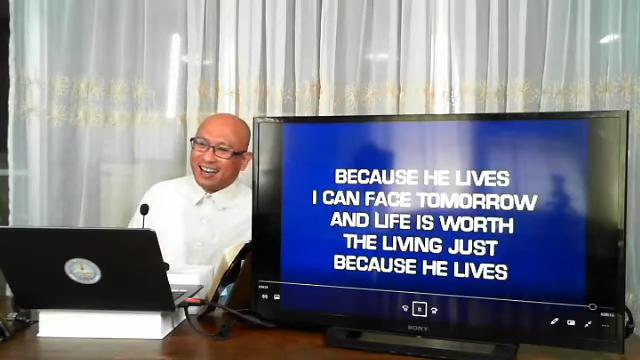 BECAUSE HE LIVES
I CAN FACE TOMORROW
AND LIFE IS WORTH
THE LIVING JUST
BECAUSE HE LIVES
SONY